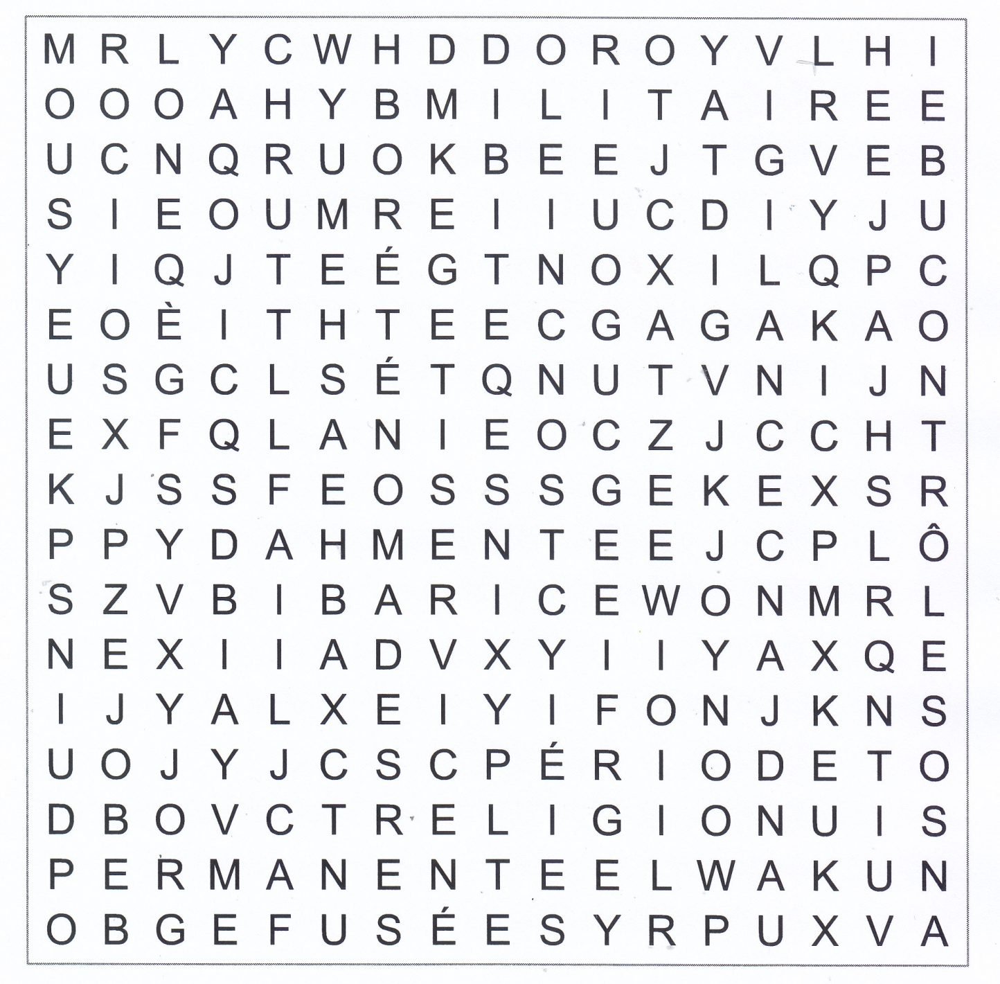 M R L Y C W H D D O R O Y V L H I
O O O A H Y B M I L I T A I R E E
U C N Q R U O K B E E J T G V E B
S I E O U M R E I I U C D I Y J U
Y I Q J T E É G T N O X I L Q P C
E O È I T H T E E C G A G A K A O
U S G C L S É T Q N U T V N I J N
E X F Q L A N I E O C Z J C C H T
K J S S F E O S S S G E K E X S R
P P Y D A H M E N T E E J C P L Ô
S Z V B I B A R I C E W O N M R L
N E X I I A D V X Y I I Y A X Q E
I J Y A L X E I Y I F O N J K N S
U O J Y J C S C P É R I O D E T O
D B O V C T R E L I G I O N U I S
P E R M A N E N T E E L W A K U N
O B G E F U S É E S Y R P U X V A